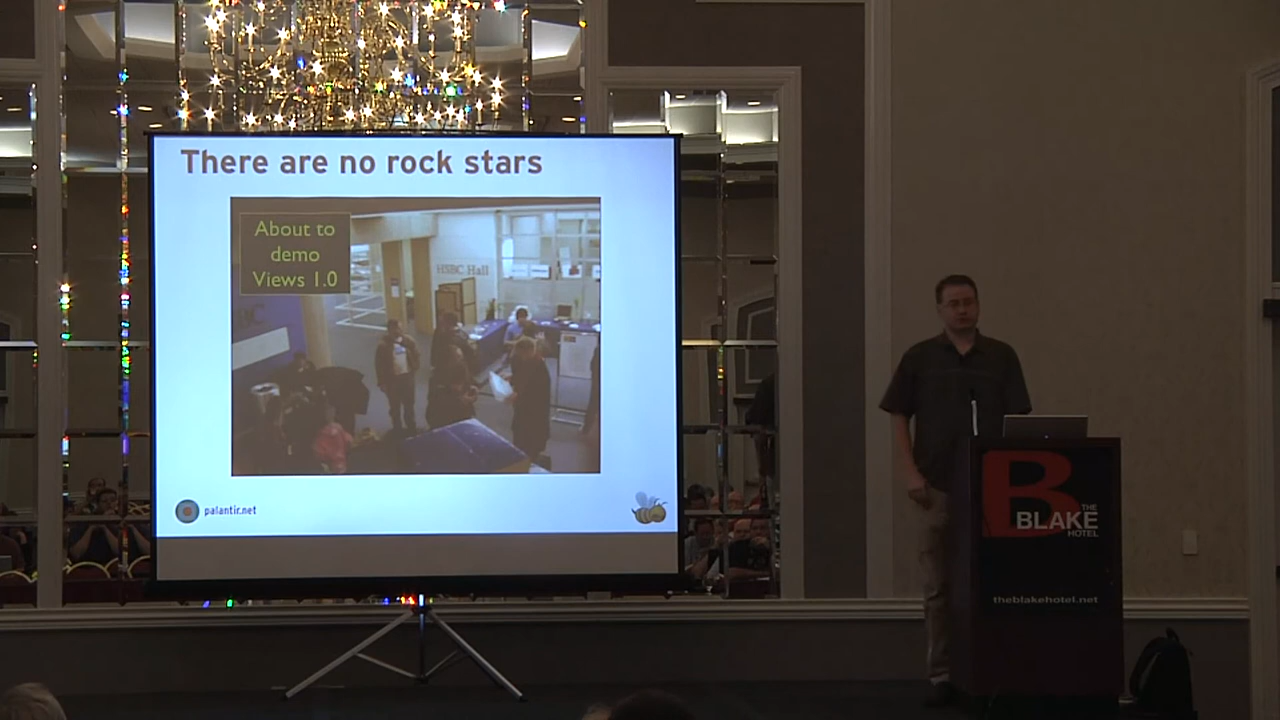 There are no rock stars
About to
demo
Views 1.0
HSBC Hall
palantir.net
B
THE
BLAKE
HOTEL
theblakehotel.net